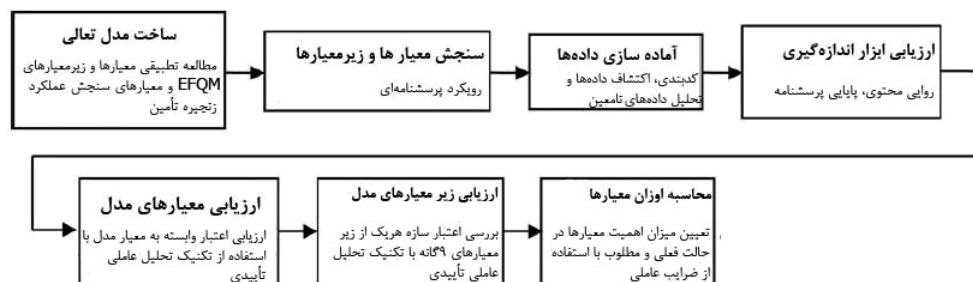 ساخت مدل تعالی
مطالعه تطبیقی معیارها و زیرمعیارهای
EFQM و معیارهای سنجش عملکرد
زنجیره تأمین
سنجش معیار ها و زیرمعیارها
رویکرد پرسشنامه‌ای
آماده سازی داده‌ها
کدبندی، اکتشاف داده‌ها و
تحلیل داده‌های نامعین
ارزیابی ابزار اندازه‌گیری
روایی محتوی، پایایی پرسشنامه
ارزیابی معیارهای مدل
ارزیابی اعتبار وابسته به معیار مدل با
استفاده از تکنیک تحلیل عاملی
تأییدی
ارزیابی زیر معیارهای مدل
بررسی اعتبار سازه هریک از زیر
معیارهای ۹گانه با تکنیک تحلیل
عاملی تأییدی
محاسبه اوزان معیارها
تعیین میزان اهمیت معیارها در
حالت فعلی و مطلوب با استفاده
از ضرایب عاملی